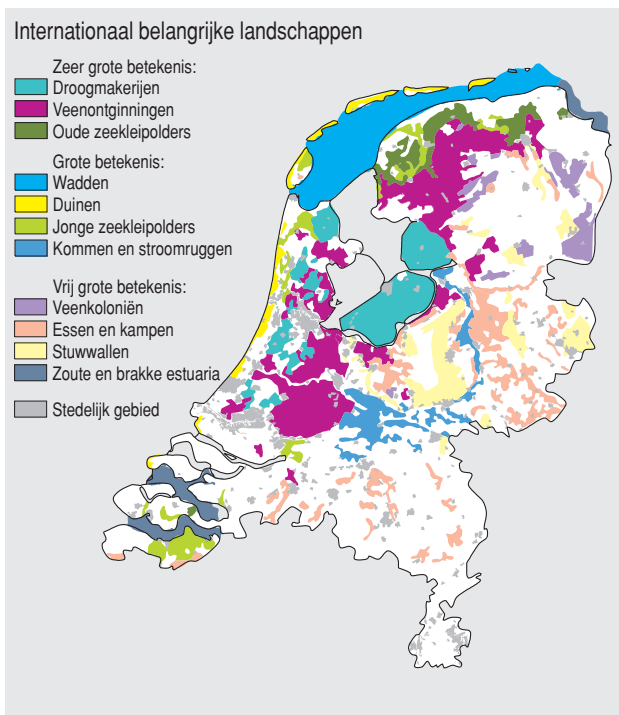 Internationaal belangrijke landschappen
Zeer grote betekenis:
Droogmakerijen
Veenontginningen
Oude zeekleipolders
Grote betekenis:
Wadden
Duinen
Jonge zeekleipolders
Kommen en stroomruggen
Vrij grote betekenis:
Veenkoloniën
Essen en kampen
Stuwwallen
Zoute en brakke estuaria
Stedelijk gebied